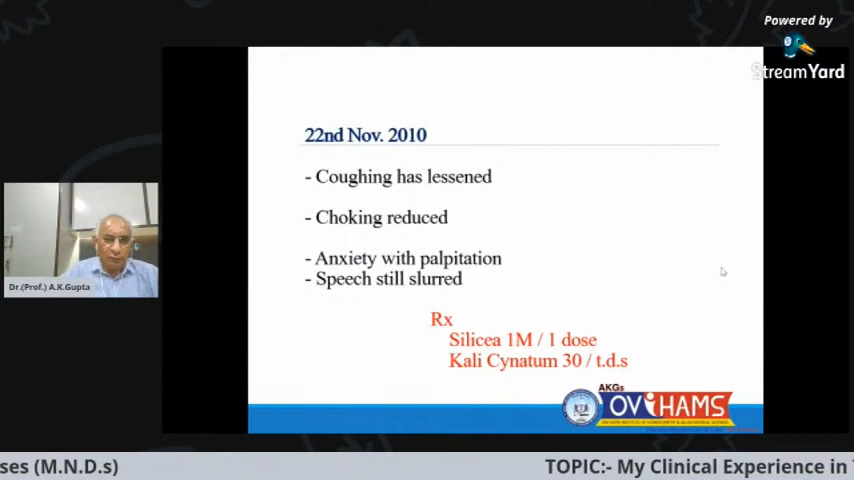 Powered by
StreamYard
22nd Nov. 2010
- Coughing has lessened
- Choking reduced
- Anxiety with palpitation
- Speech still slurred
Rx
Silicea 1M / 1 dose
Kali Cynatum 30 / t.d.s
Dr.(Prof.) A.K.Gupta
AKGs
OViHAMS
ses (M.N.D.s)
TOPIC:- My Clinical Experience in